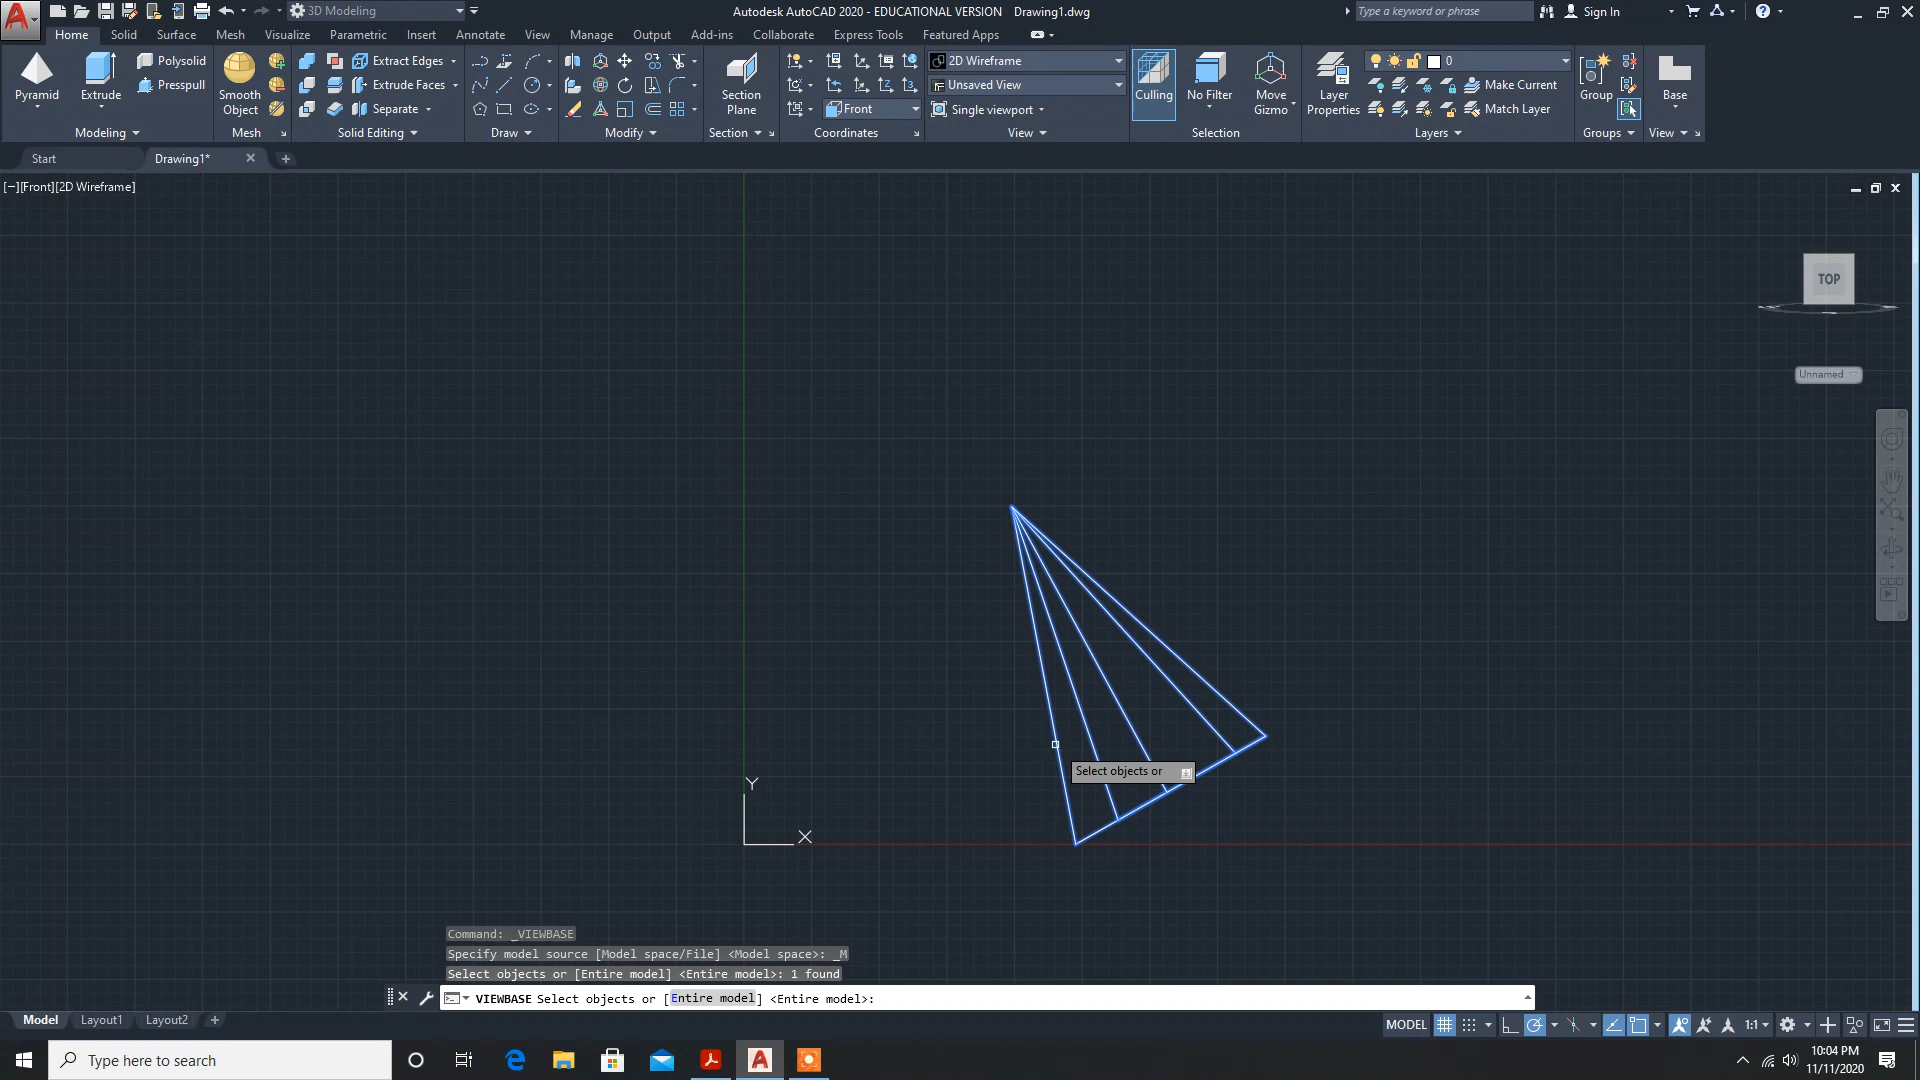 3D Modeling
Autodesk AutoCAD 2020 - EDUCATIONAL VERSION Drawing1.dwg
Type a keyword or phrase
Sign In
Home Solid Surface Mesh Visualize Parametric Insert Annotate View Manage Output Add-ins Collaborate Express Tools Featured Apps
Pyramid
Extrude
Polysolid
Presspull
Modeling
Smooth
Object
Mesh
Extract Edges
Extrude Faces
Separate
Solid Editing
Draw
Modify
Section
Plane
Section
Front
Coordinates
2D Wireframe
Unsaved View
Single viewport
View
Culling
No Filter
Move
Gizmo
Selection
Layer
Properties
0
Make Current
Match Layer
Layers
Group
Groups
Base
View
Start
Drawing1*
[−][Front][2D Wireframe]
TOP
Unnamed
Select objects or
Y
X
Command: _VIEWBASE
Specify model source [Model space/File] <Model space>: _M
Select objects or [Entire model] <Entire model>: 1 found
VIEWBASE Select objects or [Entire model] <Entire model>:
Model Layout1 Layout2
MODEL
1:1
Type here to search
10:04 PM
11/11/2020